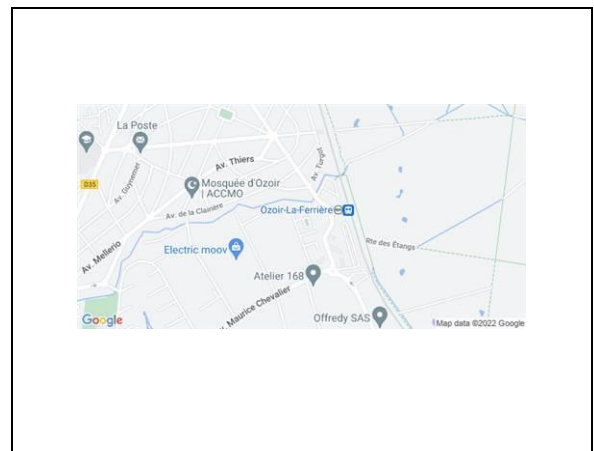 La Poste
Av. Thiers
Av. Turgot
D35
Av. Guynemer
Mosquée d'Ozoir
| ACCMO
Av. de la Clairière
Ozoir-La-Ferrière
Rte des Étangs
Electric moov
Av. Mellerio
Atelier 168
Av. Maurice Chevalier
Offredy SAS
Google
Map data ©2022 Google